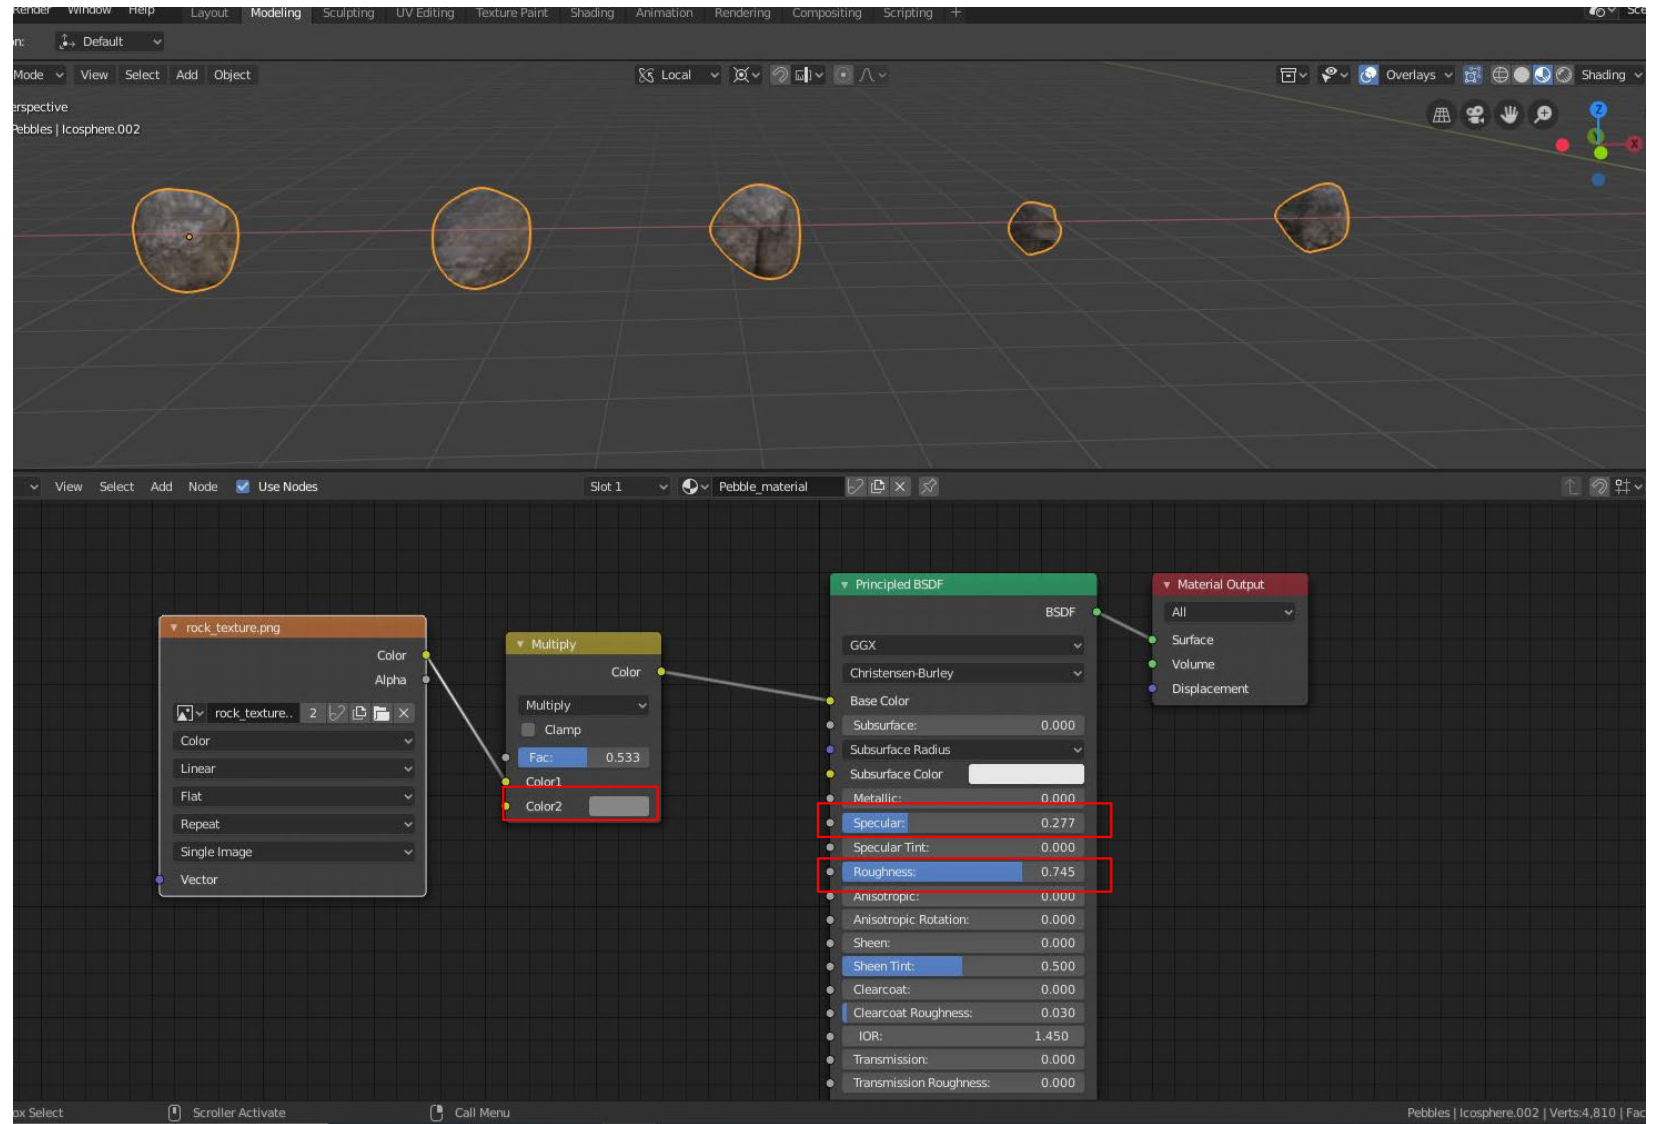 Render Window Help Layout Modeling Sculpting UV Editing Texture Paint Shading Animation Rendering Compositing Scripting + Sce
n: Default
Mode View Select Add Object Local Overlays Shading
erspective
Pebbles | Icosphere.002
Z
Y
X
View Select Add Node Use Nodes Slot 1 Pebble_material
rock_texture.png
Color
Alpha
rock_texture.. 2
Color
Linear
Flat
Repeat
Single Image
Vector
Multiply
Color
Multiply
Clamp
Fac: 0.533
Color1
Color2
Principled BSDF
BSDF
GGX
Christensen-Burley
Base Color
Subsurface: 0.000
Subsurface Radius
Subsurface Color
Metallic: 0.000
Specular: 0.277
Specular Tint: 0.000
Roughness: 0.745
Anisotropic: 0.000
Anisotropic Rotation: 0.000
Sheen: 0.000
Sheen Tint: 0.500
Clearcoat: 0.000
Clearcoat Roughness: 0.030
IOR: 1.450
Transmission: 0.000
Transmission Roughness: 0.000
Material Output
All
Surface
Volume
Displacement
ox Select Scroller Activate Call Menu Pebbles | Icosphere.002 | Verts:4,810 | Fac